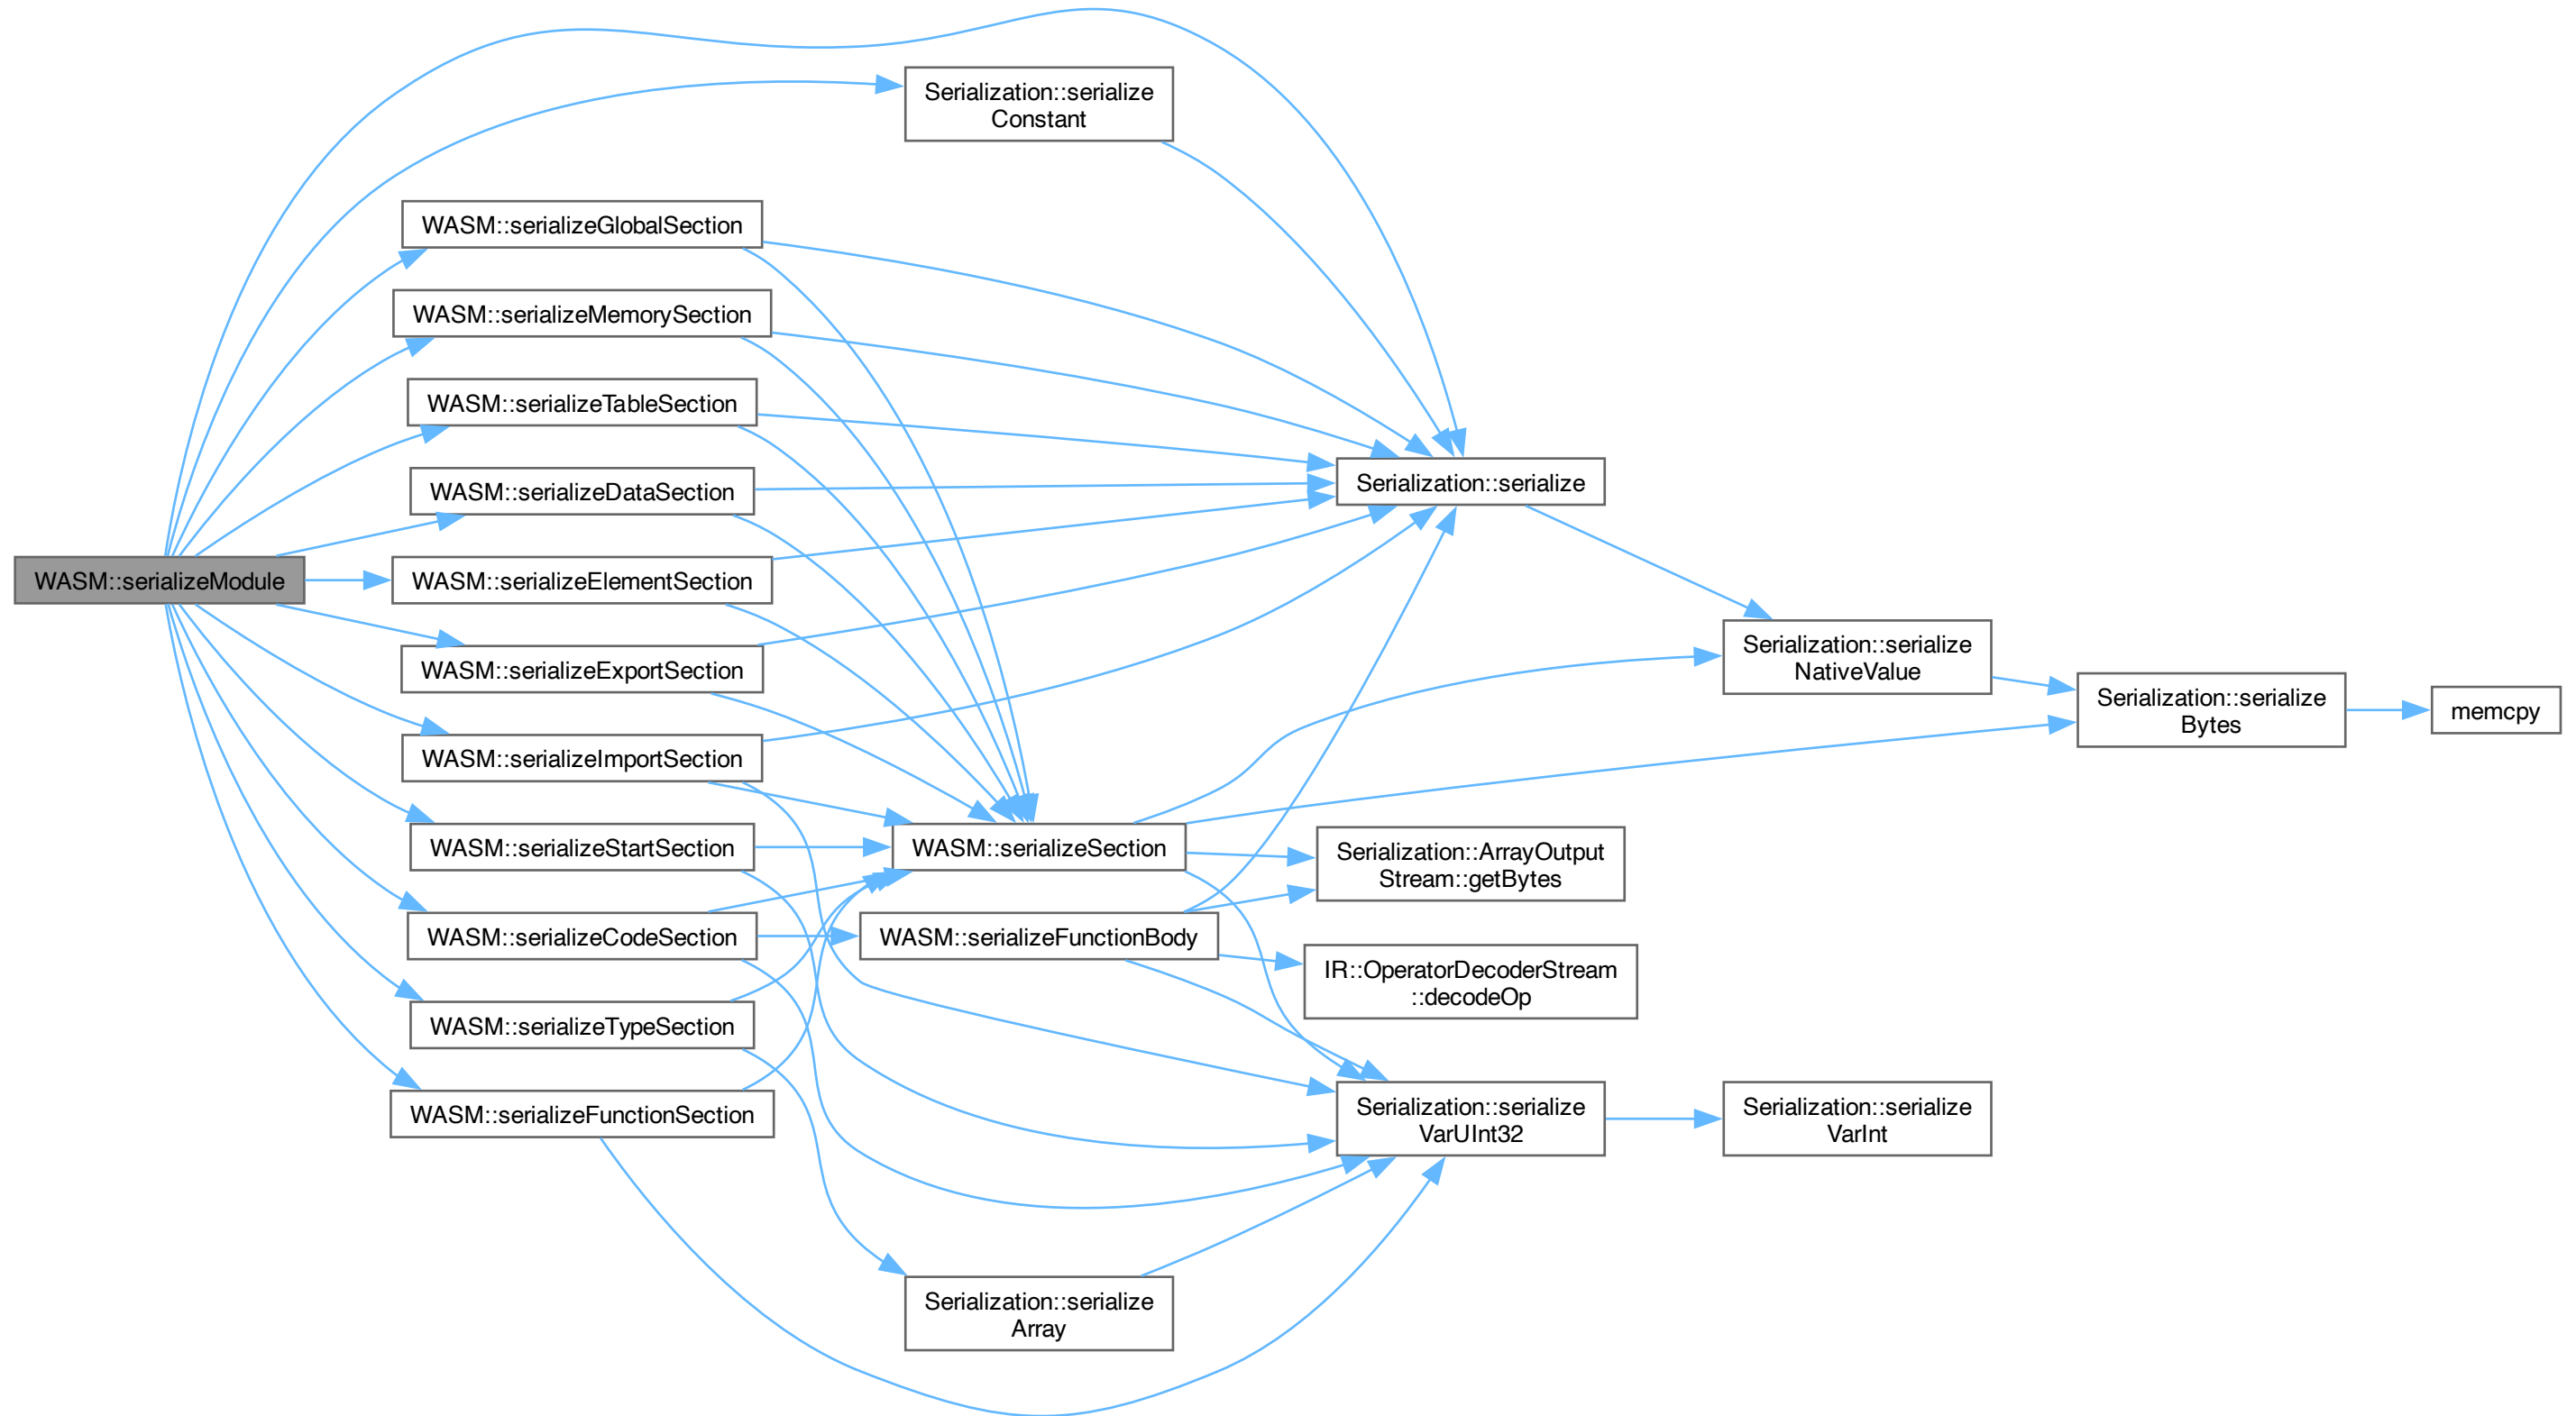 WASM::serializeModule
Serialization::serialize
Constant
WASM::serializeGlobalSection
WASM::serializeMemorySection
WASM::serializeTableSection
WASM::serializeDataSection
WASM::serializeElementSection
WASM::serializeExportSection
WASM::serializeImportSection
WASM::serializeStartSection
WASM::serializeCodeSection
WASM::serializeTypeSection
WASM::serializeFunctionSection
WASM::serializeSection
WASM::serializeFunctionBody
Serialization::serialize
Array
Serialization::serialize
Serialization::ArrayOutput
Stream::getBytes
IR::OperatorDecoderStream
::decodeOp
Serialization::serialize
VarUInt32
Serialization::serialize
NativeValue
Serialization::serialize
VarInt
Serialization::serialize
Bytes
memcpy